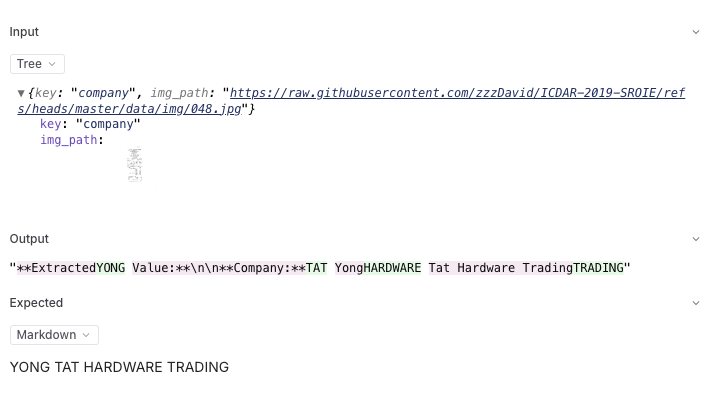 Input
Tree
▼{key: "company", img_path: "https://raw.githubusercontent.com/zzzDavid/ICDAR-2019-SROIE/ref
s/heads/master/data/img/048.jpg"}
key: "company"
img_path:
Output
"**ExtractedYONG Value:**\n\n**Company:**TAT YongHARDWARE Tat Hardware TradingTRADING"
Expected
Markdown
YONG TAT HARDWARE TRADING